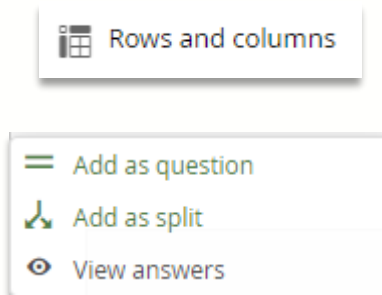 Rows and columns
Add as question
Add as split
View answers